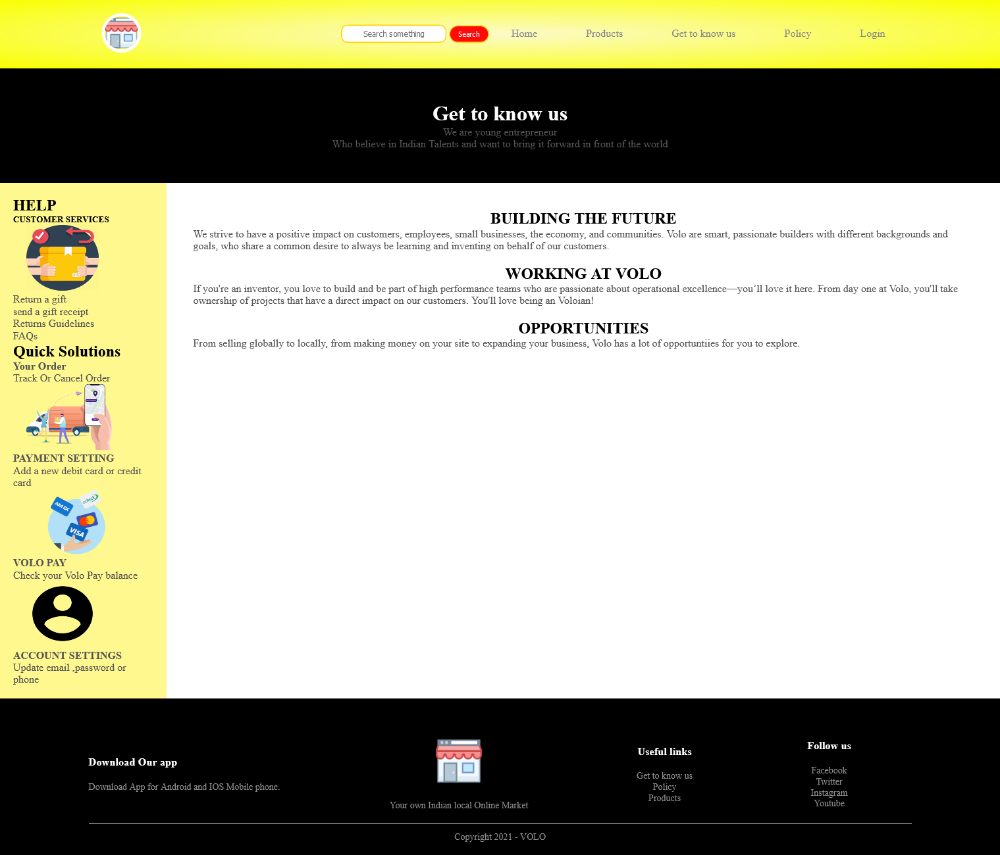 Search something
Search
Home
Products
Get to know us
Policy
Login
Get to know us
We are young entrepreneur
Who believe in Indian Talents and want to bring it forward in front of the world
HELP
CUSTOMER SERVICES
Return a gift
send a gift receipt
Returns Guidelines
FAQs
Quick Solutions
Your Order
Track Or Cancel Order
PAYMENT SETTING
Add a new debit card or credit
card
AMEX
echeck
VISA
VOLO PAY
Check your Volo Pay balance
ACCOUNT SETTINGS
Update email ,password or
phone
BUILDING THE FUTURE
We strive to have a positive impact on customers, employees, small businesses, the economy, and communities. Volo are smart, passionate builders with different backgrounds and
goals, who share a common desire to always be learning and inventing on behalf of our customers.
WORKING AT VOLO
If you're an inventor, you love to build and be part of high performance teams who are passionate about operational excellence—you’ll love it here. From day one at Volo, you'll take
ownership of projects that have a direct impact on our customers. You'll love being an Voloian!
OPPORTUNITIES
From selling globally to locally, from making money on your site to expanding your business, Volo has a lot of opportuntiies for you to explore.
Download Our app
Download App for Android and IOS Mobile phone.
Your own Indian local Online Market
Useful links
Get to know us
Policy
Products
Follow us
Facebook
Twitter
Instagram
Youtube
Copyright 2021 - VOLO